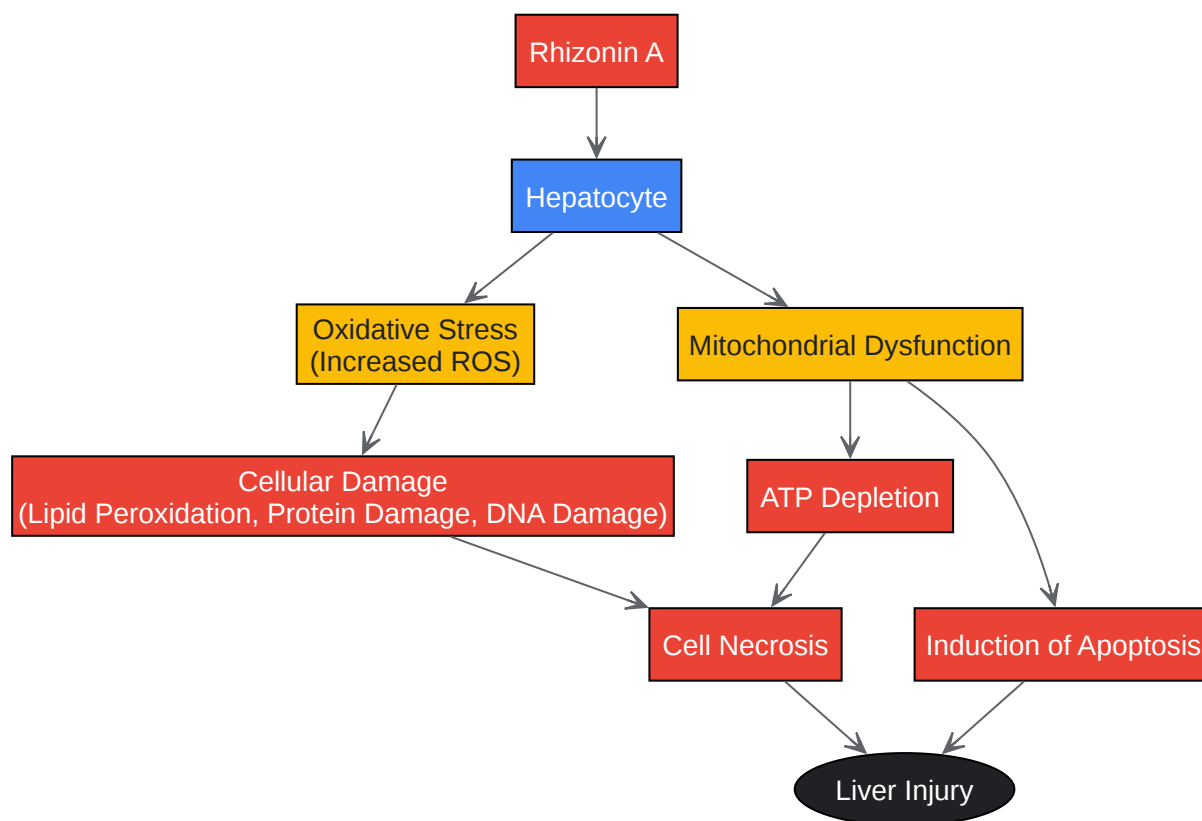 Rhizonin A
Hepatocyte
Oxidative Stress
(Increased ROS)
Mitochondrial Dysfunction
Cellular Damage
(Lipid Peroxidation, Protein Damage, DNA Damage)
ATP Depletion
Cell Necrosis
Induction of Apoptosis
Liver Injury